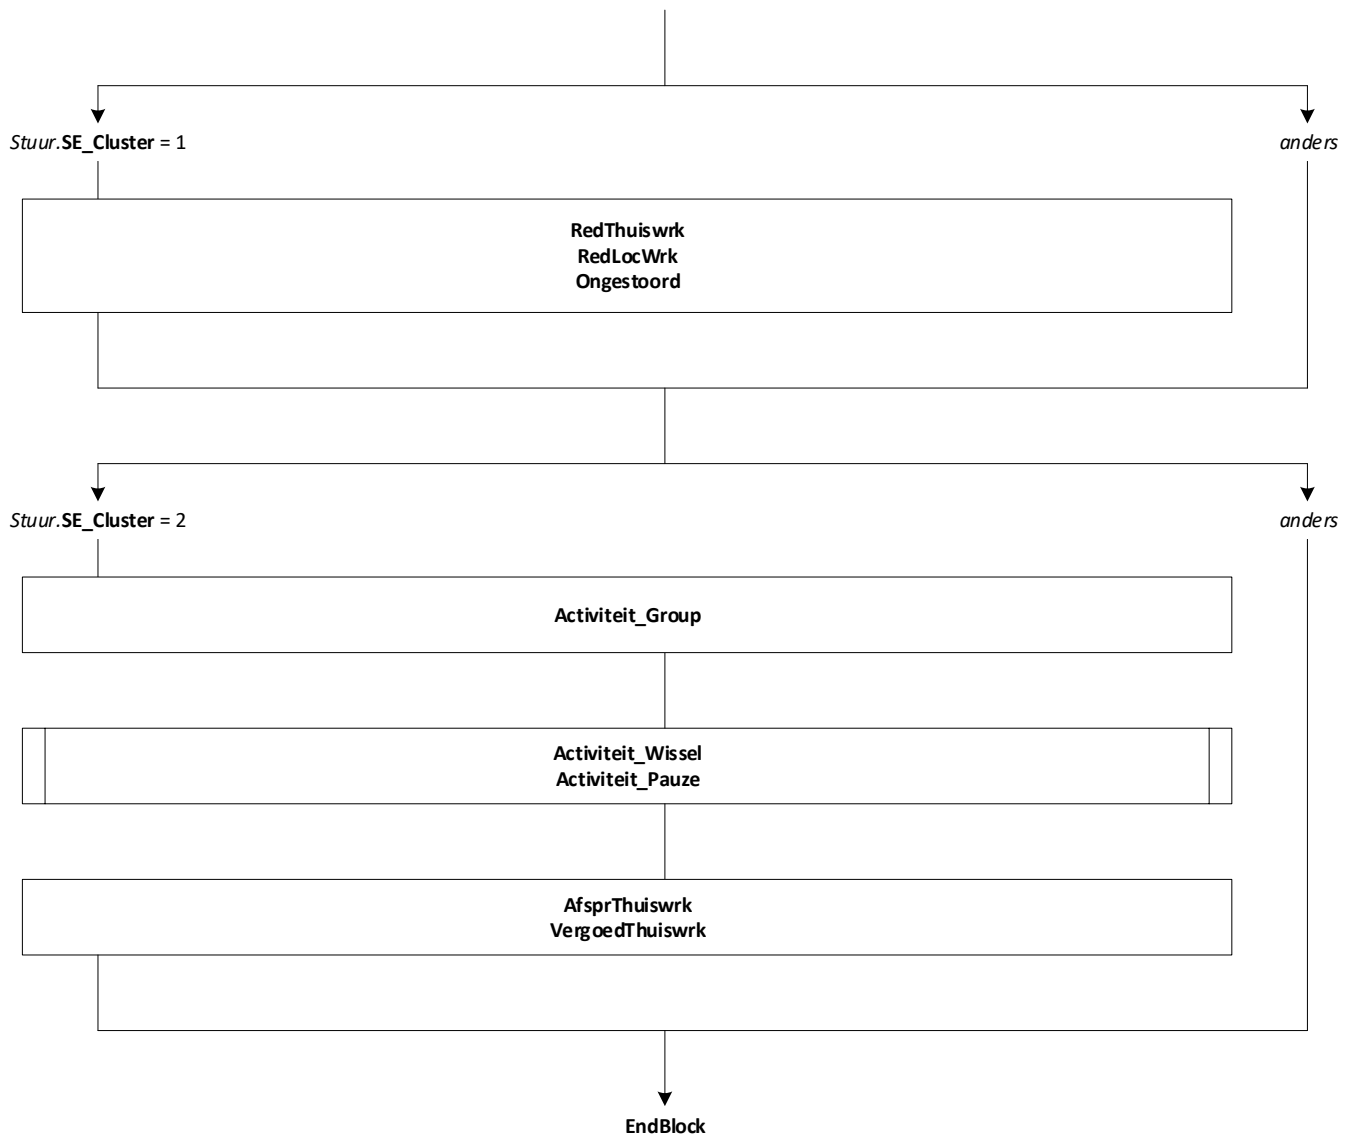 Stuur.SE_Cluster = 1
anders
RedThuiswrk
RedLocWrk
Ongestoord
Stuur.SE_Cluster = 2
anders
Activiteit_Group
Activiteit_Wissel
Activiteit_Pauze
AfsprThuiswrk
VergoedThuiswrk
EndBlock